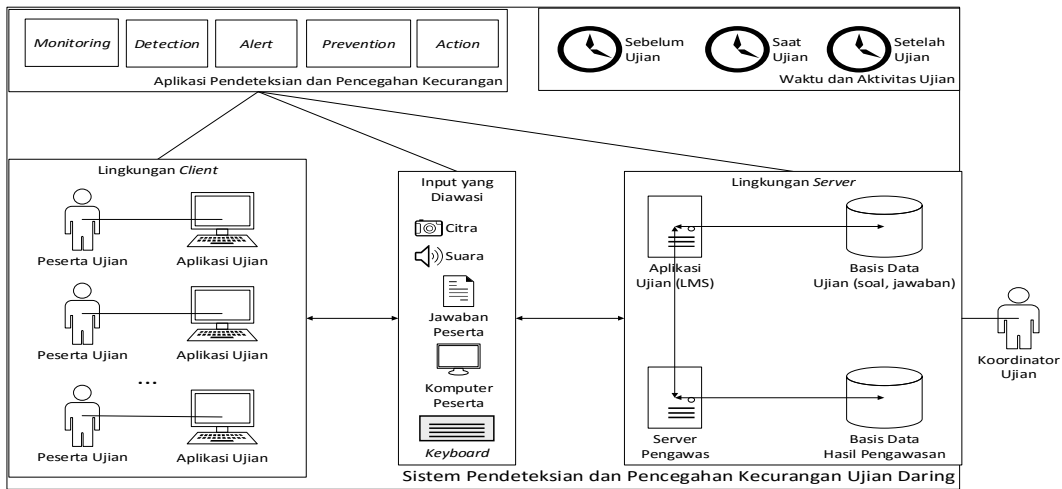 Monitoring
Detection
Alert
Prevention
Action
Aplikasi Pendeteksian dan Pencegahan Kecurangan
Sebelum
Ujian
Saat
Ujian
Setelah
Ujian
Waktu dan Aktivitas Ujian
Lingkungan Client
Peserta Ujian
Aplikasi Ujian
Peserta Ujian
Aplikasi Ujian
...
Peserta Ujian
Aplikasi Ujian
Input yang
Diawasi
Citra
Suara
Jawaban
Peserta
Komputer
Peserta
Keyboard
Lingkungan Server
Aplikasi
Ujian (LMS)
Basis Data
Ujian (soal, jawaban)
Server
Pengawas
Basis Data
Hasil Pengawasan
Koordinator
Ujian
Sistem Pendeteksian dan Pencegahan Kecurangan Ujian Daring